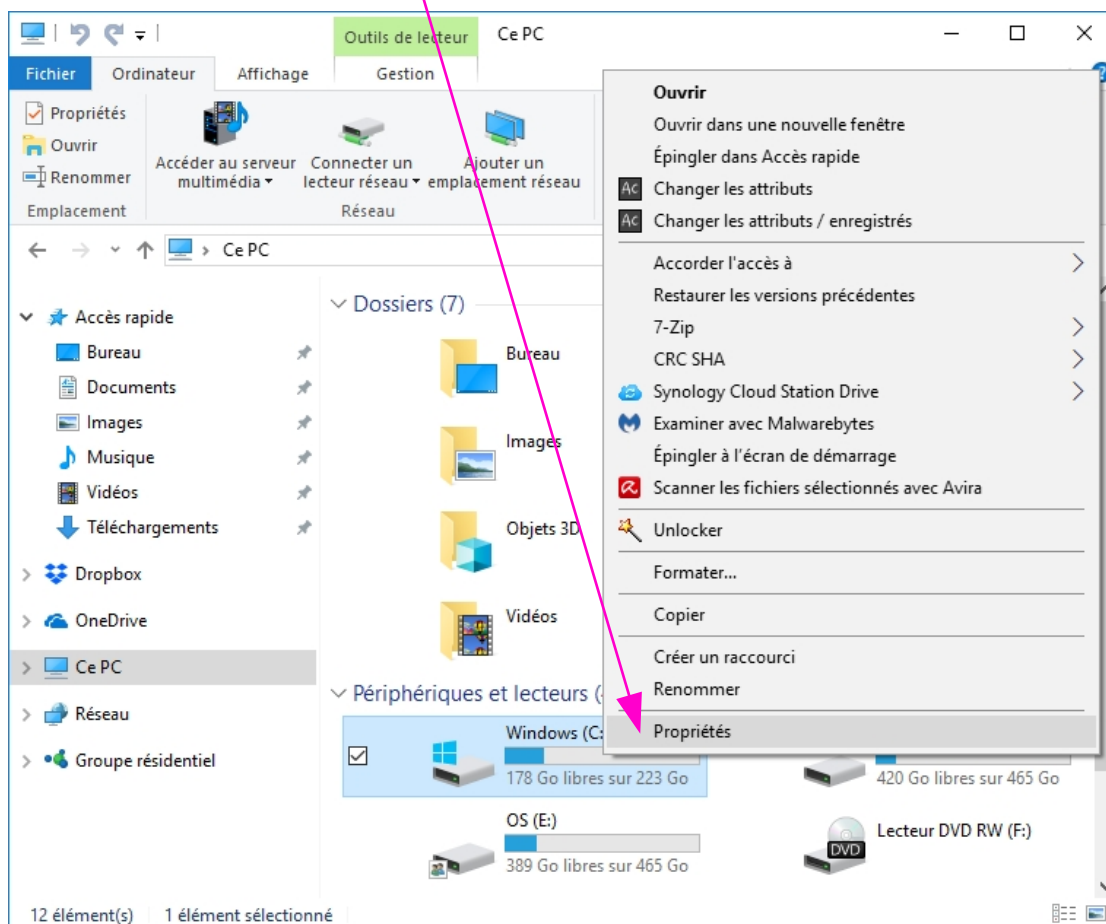 Outils de lecteur
Ce PC
Fichier
Ordinateur
Affichage
Gestion
Propriétés
Ouvrir
Renommer
Emplacement
Accéder au serveur
multimédia
Connecter un
lecteur réseau
Ajouter un
emplacement réseau
Réseau
Ce PC
Accès rapide
Bureau
Documents
Images
Musique
Vidéos
Téléchargements
Dropbox
OneDrive
Ce PC
Réseau
Groupe résidentiel
Dossiers (7)
Bureau
Images
Objets 3D
Vidéos
Périphériques et lecteurs (
Windows (C:
178 Go libres sur 223 Go
420 Go libres sur 465 Go
OS (E:)
389 Go libres sur 465 Go
DVD
Lecteur DVD RW (F:)
Ouvrir
Ouvrir dans une nouvelle fenêtre
Épingler dans Accès rapide
Ac Changer les attributs
Ac Changer les attributs / enregistrés
Accorder l'accès à
Restaurer les versions précédentes
7-Zip
CRC SHA
Synology Cloud Station Drive
Examiner avec Malwarebytes
Épingler à l'écran de démarrage
Scanner les fichiers sélectionnés avec Avira
Unlocker
Formater...
Copier
Créer un raccourci
Renommer
Propriétés
12 élément(s)
1 élément sélectionné